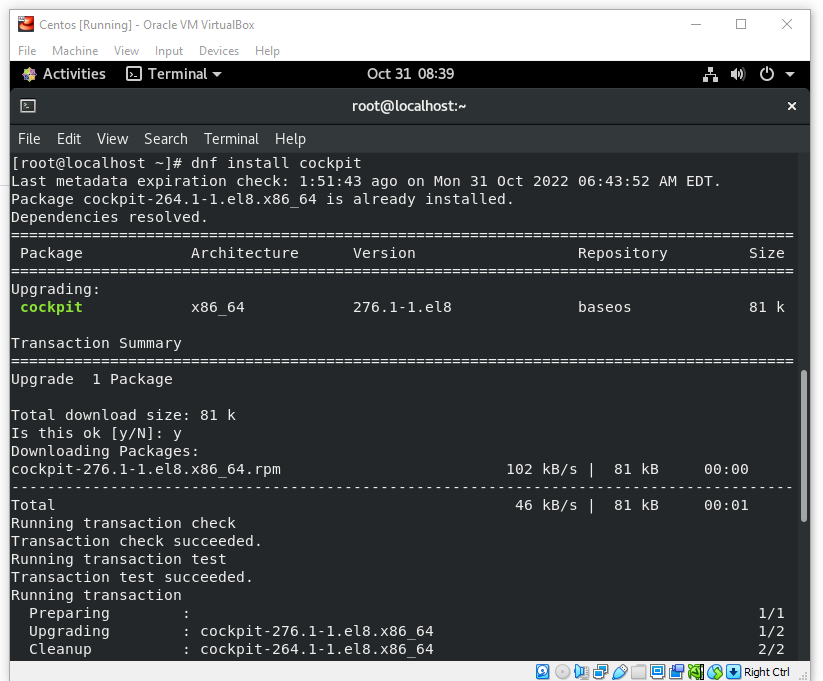 Centos [Running] - Oracle VM VirtualBox
File Machine View Input Devices Help
Activities Terminal Oct 31 08:39
root@localhost:~
File Edit View Search Terminal Help
[root@localhost ~]# dnf install cockpit
Last metadata expiration check: 1:51:43 ago on Mon 31 Oct 2022 06:43:52 AM EDT.
Package cockpit-264.1-1.el8.x86_64 is already installed.
Dependencies resolved.
================================================================================
Package Architecture Version Repository Size
================================================================================
Upgrading:
cockpit x86_64 276.1-1.el8 baseos 81 k
Transaction Summary
================================================================================
Upgrade 1 Package
Total download size: 81 k
Is this ok [y/N]: y
Downloading Packages:
cockpit-276.1-1.el8.x86_64.rpm 102 kB/s | 81 kB 00:00
--------------------------------------------------------------------------------
Total 46 kB/s | 81 kB 00:01
Running transaction check
Transaction check succeeded.
Running transaction test
Transaction test succeeded.
Running transaction
Preparing : 1/1
Upgrading : cockpit-276.1-1.el8.x86_64 1/2
Cleanup : cockpit-264.1-1.el8.x86_64 2/2
Right Ctrl